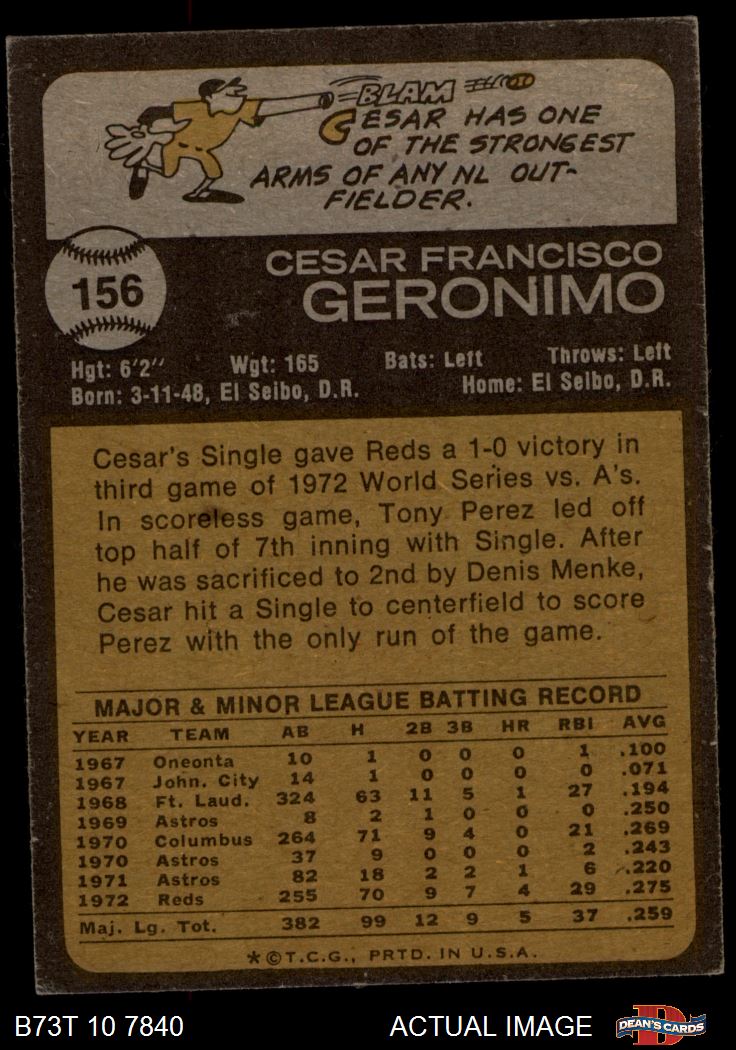 BLAM
CESAR HAS ONE
OF THE STRONGEST
ARMS OF ANY NL OUT-
FIELDER.
156
CESAR FRANCISCO
GERONIMO
Hgt: 6'2" Wgt: 165 Bats: Left Throws: Left
Born: 3-11-48, El Seibo, D.R. Home: El Seibo, D.R.
Cesar's Single gave Reds a 1-0 victory in
third game of 1972 World Series vs. A's.
In scoreless game, Tony Perez led off
top half of 7th inning with Single. After
he was sacrificed to 2nd by Denis Menke,
Cesar hit a Single to centerfield to score
Perez with the only run of the game.
MAJOR & MINOR LEAGUE BATTING RECORD
YEAR TEAM AB H 2B 3B HR RBI AVG
1967 Oneonta 10 1 0 0 0 1 .100
1967 John. City 14 1 0 0 0 0 .071
1968 Ft. Laud. 324 63 11 5 1 27 .194
1969 Astros 8 2 1 0 0 0 .250
1970 Columbus 264 71 9 4 0 21 .269
1970 Astros 37 9 0 0 0 2 .243
1971 Astros 82 18 2 2 1 6 .220
1972 Reds 255 70 9 7 4 29 .275
Maj. Lg. Tot. 382 99 12 9 5 37 .259
*©T.C.G., PRTD. IN U.S.A.
B73T 10 7840 ACTUAL IMAGE DEAN'S CARDS